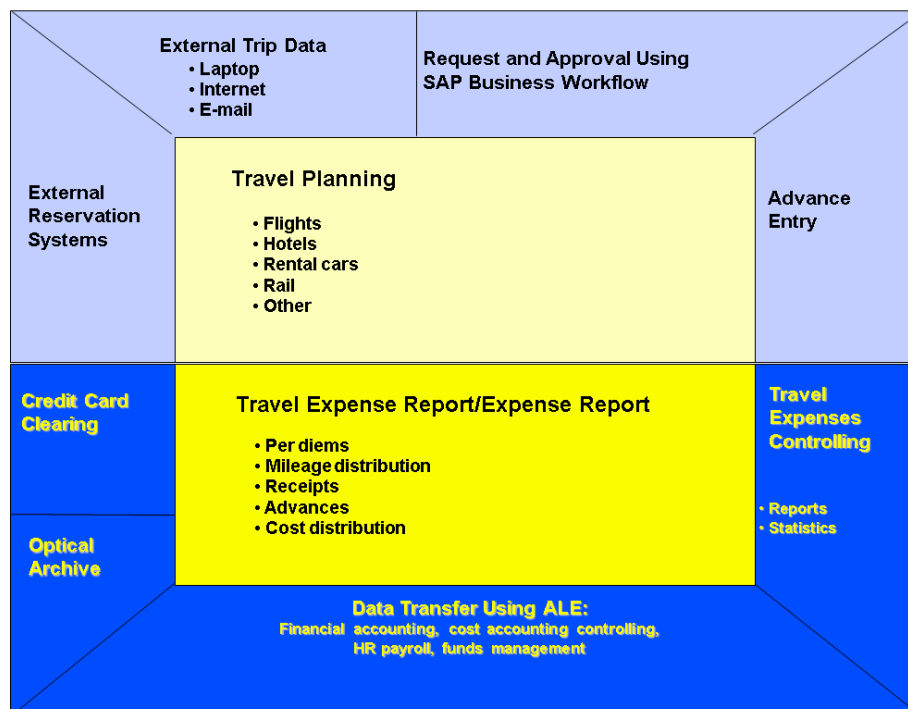 External Trip Data
• Laptop
• Internet
• E-mail
Request and Approval Using
SAP Business Workflow
External
Reservation
Systems
Travel Planning
• Flights
• Hotels
• Rental cars
• Rail
• Other
Advance
Entry
Credit Card
Clearing
Optical
Archive
Travel Expense Report/Expense Report
• Per diems
• Mileage distribution
• Receipts
• Advances
• Cost distribution
Travel
Expenses
Controlling
• Reports
• Statistics
Data Transfer Using ALE:
Financial accounting, cost accounting controlling,
HR payroll, funds management